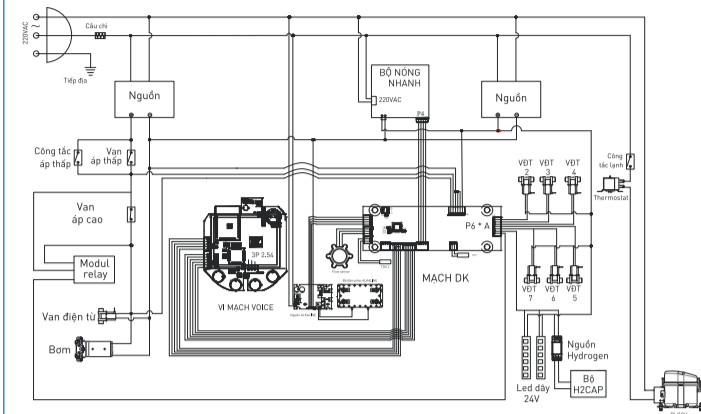 220VAC
Cầu chì
Tiếp địa
Nguồn
BỘ NÓNG
NHANH
220VAC
P4
Nguồn
Công tắc
áp thấp
Van
áp thấp
VĐT
2
VĐT
3
VĐT
4
Công
tắc lạnh
Thermostat
Van
áp cao
P6 * A
3P 2,54
Modul
relay
MẠCH DK
VĐT
7
VĐT
6
VĐT
5
VI MẠCH VOICE
Van điện từ
Bơm
Nguồn
Hydrogen
Led dây
24V
Bộ
H2CAP